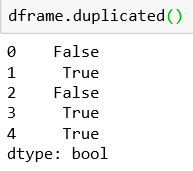 dframe.duplicated()
0    False
1     True
2    False
3     True
4     True
dtype: bool